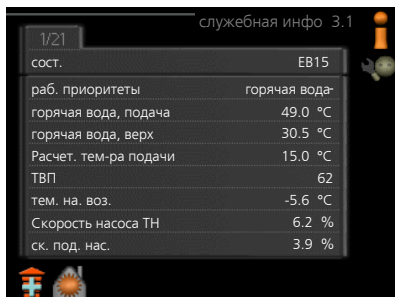 служебная инфо 3.1
1/21
сост. EB15
раб. приоритеты горячая вода-
горячая вода, подача 49.0 °C
горячая вода, верх 30.5 °C
Расчет. тем-ра подачи 15.0 °C
ТВП 62
тем. на. воз. -5.6 °C
Скорость насоса ТН 6.2 %
ск. под. нас. 3.9 %